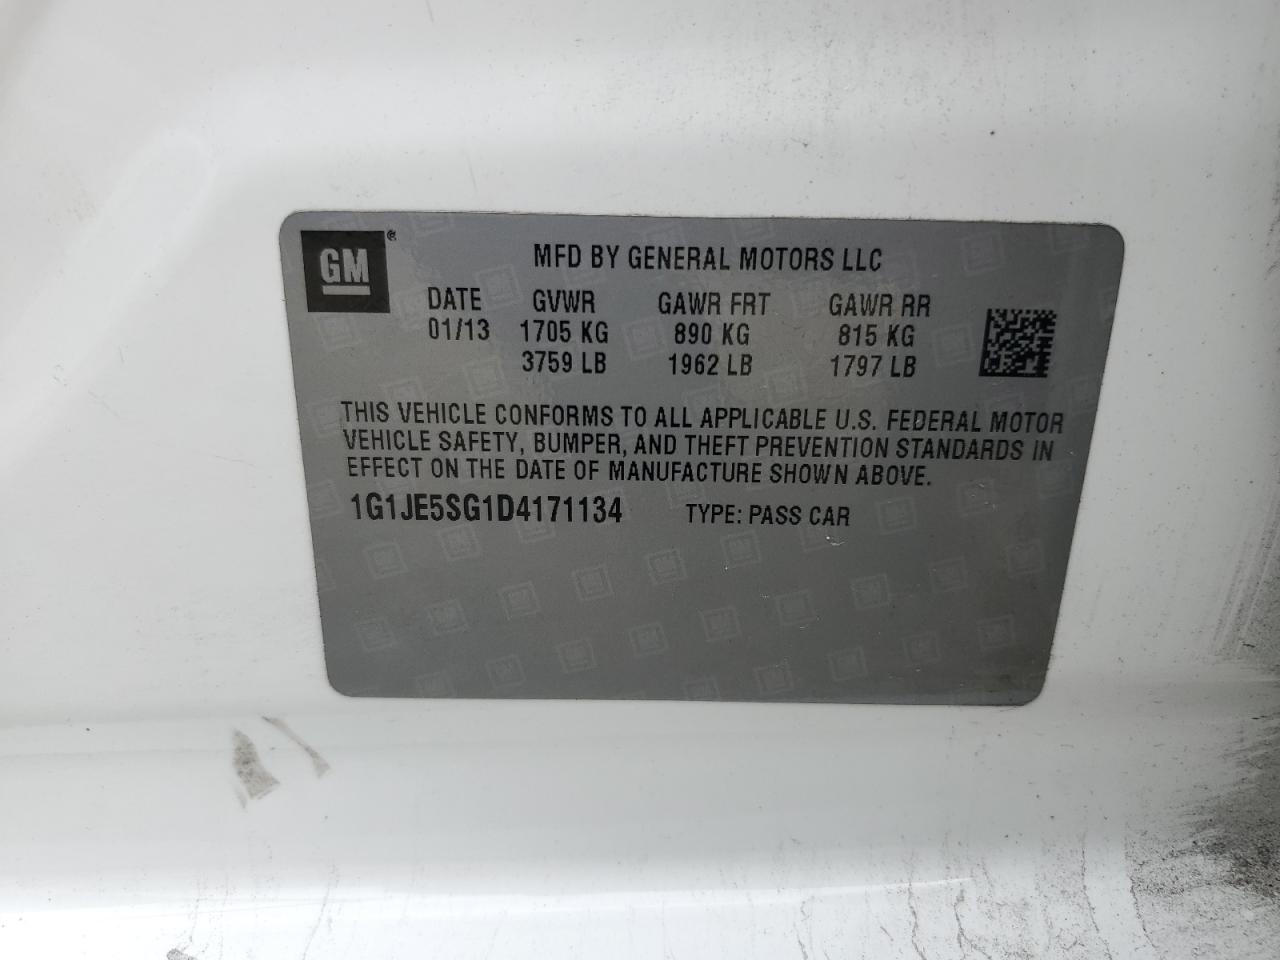 GM®
MFD BY GENERAL MOTORS LLC
DATE GVWR GAWR FRT GAWR RR
01/13 1705 KG 890 KG 815 KG
3759 LB 1962 LB 1797 LB
THIS VEHICLE CONFORMS TO ALL APPLICABLE U.S. FEDERAL MOTOR
VEHICLE SAFETY, BUMPER, AND THEFT PREVENTION STANDARDS IN
EFFECT ON THE DATE OF MANUFACTURE SHOWN ABOVE.
1G1JE5SG1D4171134 TYPE: PASS CAR